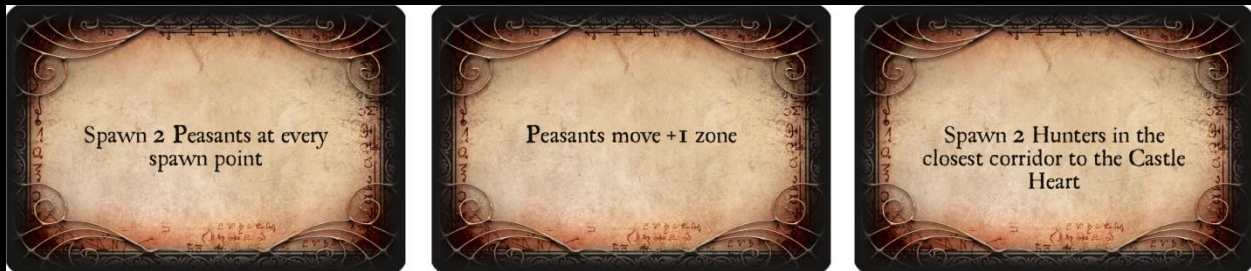 Spawn 2 Peasants at every
spawn point
Peasants move +1 zone
Spawn 2 Hunters in the
closest corridor to the Castle
Heart